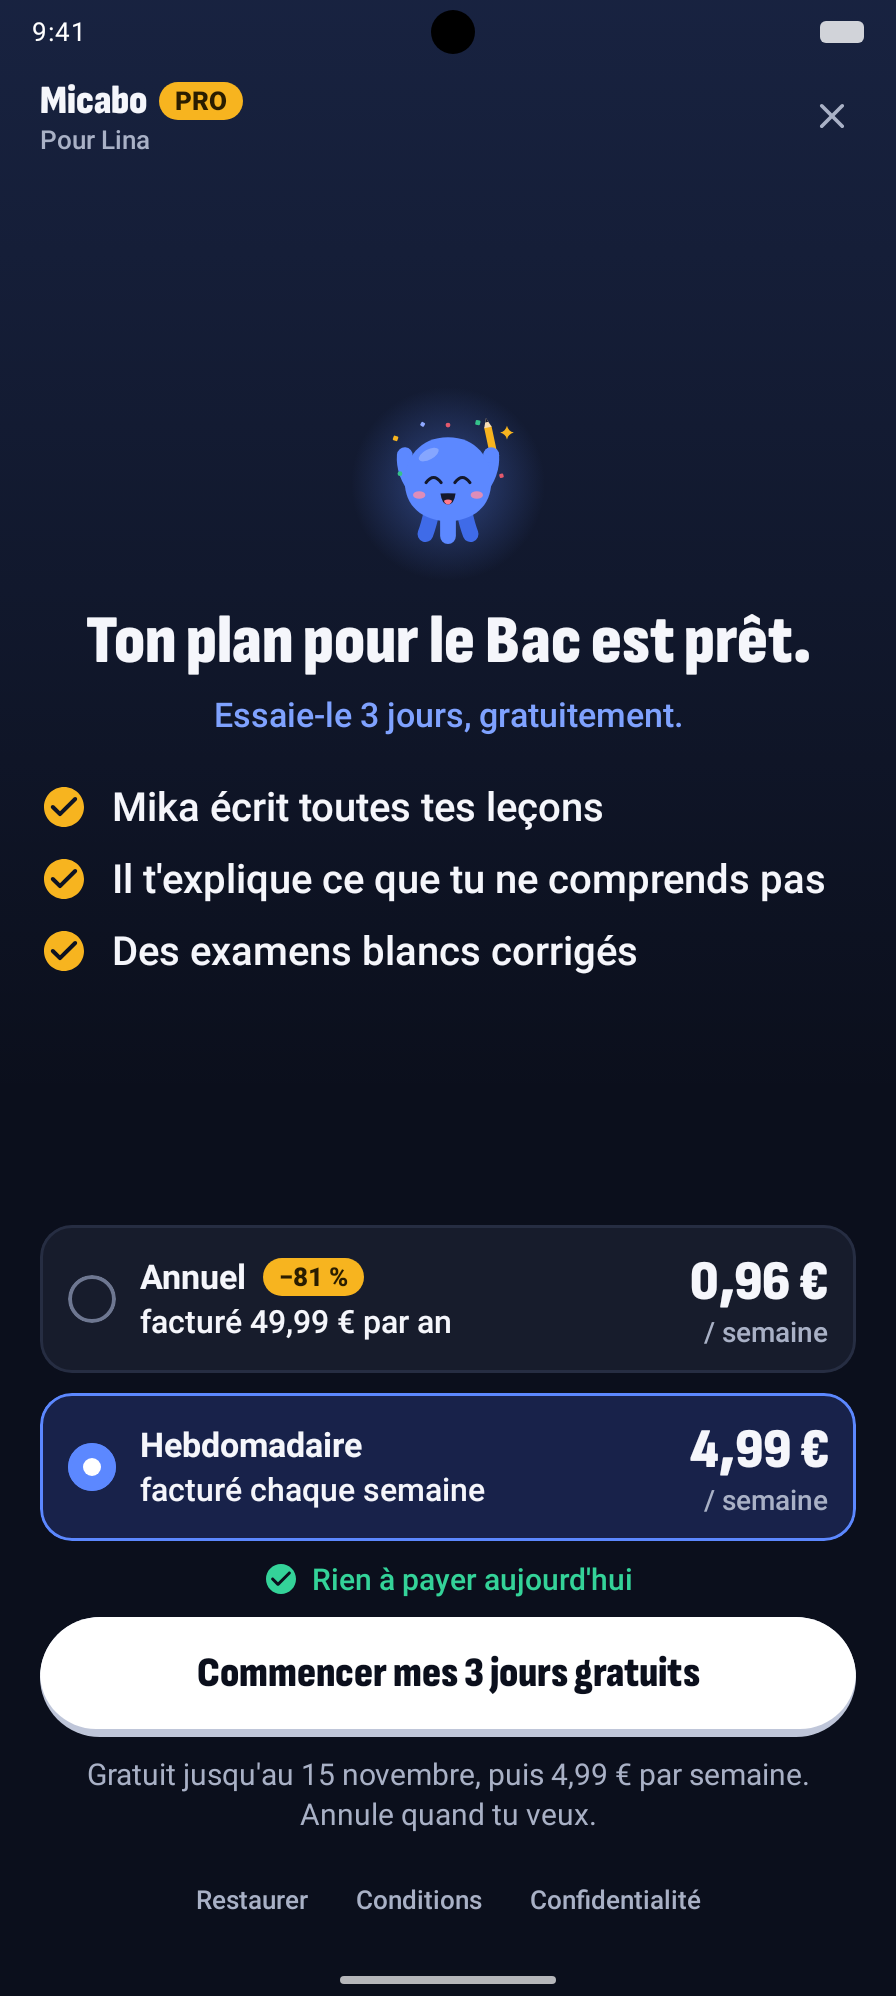 9:41
Micabo PRO
Pour Lina
Ton plan pour le Bac est prêt.
Essaie-le 3 jours, gratuitement.
Mika écrit toutes tes leçons
Il t'explique ce que tu ne comprends pas
Des examens blancs corrigés
Annuel −81 %
facturé 49,99 € par an
0,96 €
/ semaine
Hebdomadaire
facturé chaque semaine
4,99 €
/ semaine
Rien à payer aujourd'hui
Commencer mes 3 jours gratuits
Gratuit jusqu'au 15 novembre, puis 4,99 € par semaine.
Annule quand tu veux.
Restaurer Conditions Confidentialité